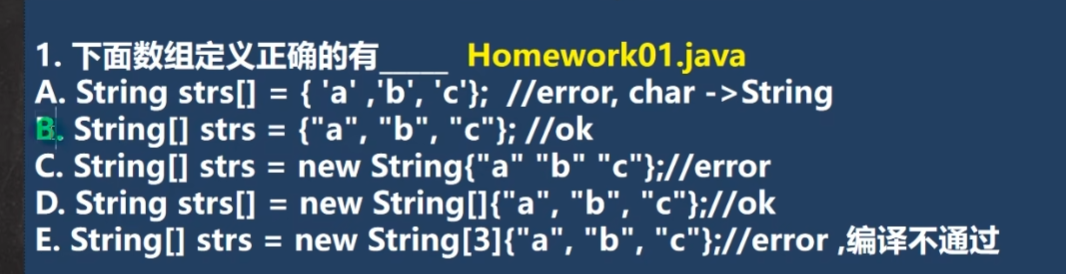 1. 下面数组定义正确的有_____ Homework01.java
A. String strs[] = { 'a' ,'b', 'c'}; //error, char ->String
B. String[] strs = {"a", "b", "c"}; //ok
C. String[] strs = new String{"a" "b" "c"};//error
D. String strs[] = new String[]{"a", "b", "c"};//ok
E. String[] strs = new String[3]{"a", "b", "c"};//error ,编译不通过